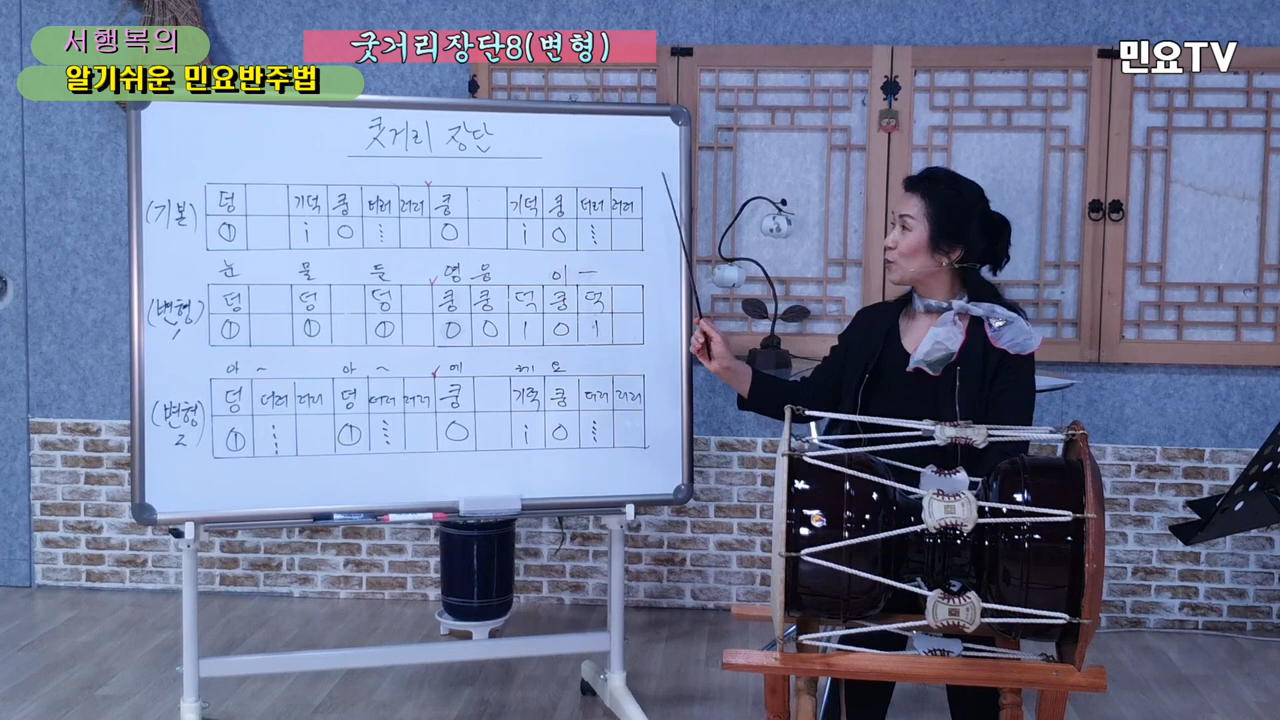 서행복의
알기쉬운 민요반주법
굿거리장단8(변형)
민요TV
굿거리 장단
(기본) 덩 기덕 쿵 더러 러러 쿵 기덕 쿵 더러 러러
① i ○ ⋮ ○ i ○ ⋮
눈 물 든 영 웅 이 ー
(변형) 덩 덩 덩 쿵 쿵 덕 쿵 덕
1
① ① ① ○ ○ i ○ i
아 ~ 아 ~ 에 헤 요
(변형) 덩 더러 러러 덩 더러 러러 쿵 기덕 쿵 더러 러러
2
① ⋮ ① ⋮ ○ i ○ ⋮